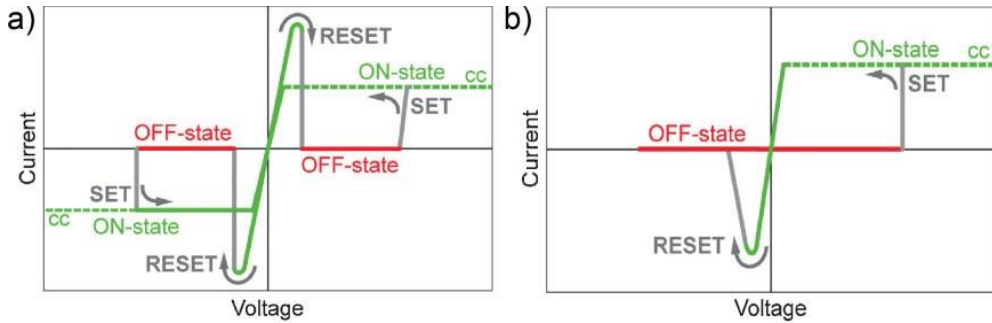 a)
RESET
ON-state
cc
SET
OFF-state
OFF-state
SET
cc
ON-state
RESET
Current
Voltage
b)
ON-state
cc
SET
OFF-state
RESET
Current
Voltage